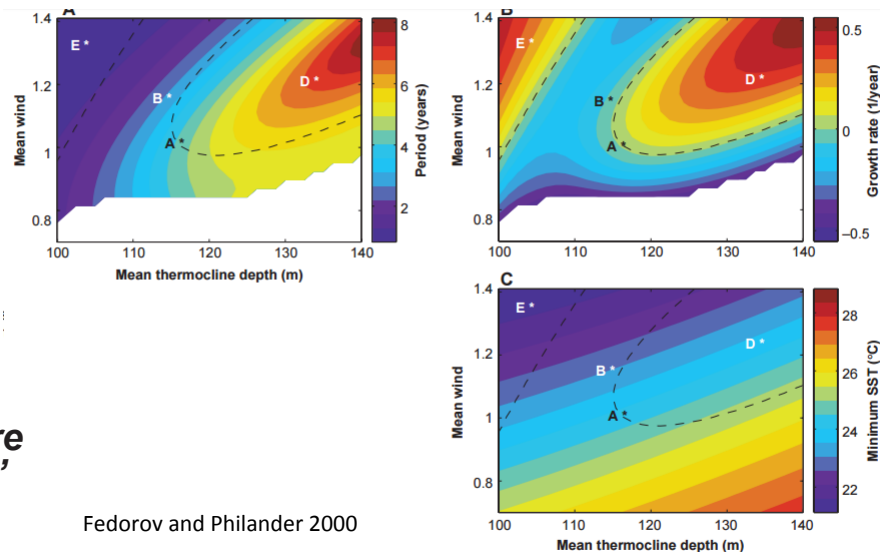 A
1.4
1.2
1
0.8
Mean wind
E *
B *
A *
D *
100 110 120 130 140
Mean thermocline depth (m)
8
6
4
2
Period (years)
B
1.4
1.2
1
0.8
Mean wind
E *
B *
A *
D *
100 110 120 130 140
0.5
0
–0.5
Growth rate (1/year)
C
1.4
1.2
1
0.8
Mean wind
E *
B *
A *
D *
100 110 120 130 140
Mean thermocline depth (m)
28
26
24
22
Minimum SST (°C)
re
,
Fedorov and Philander 2000